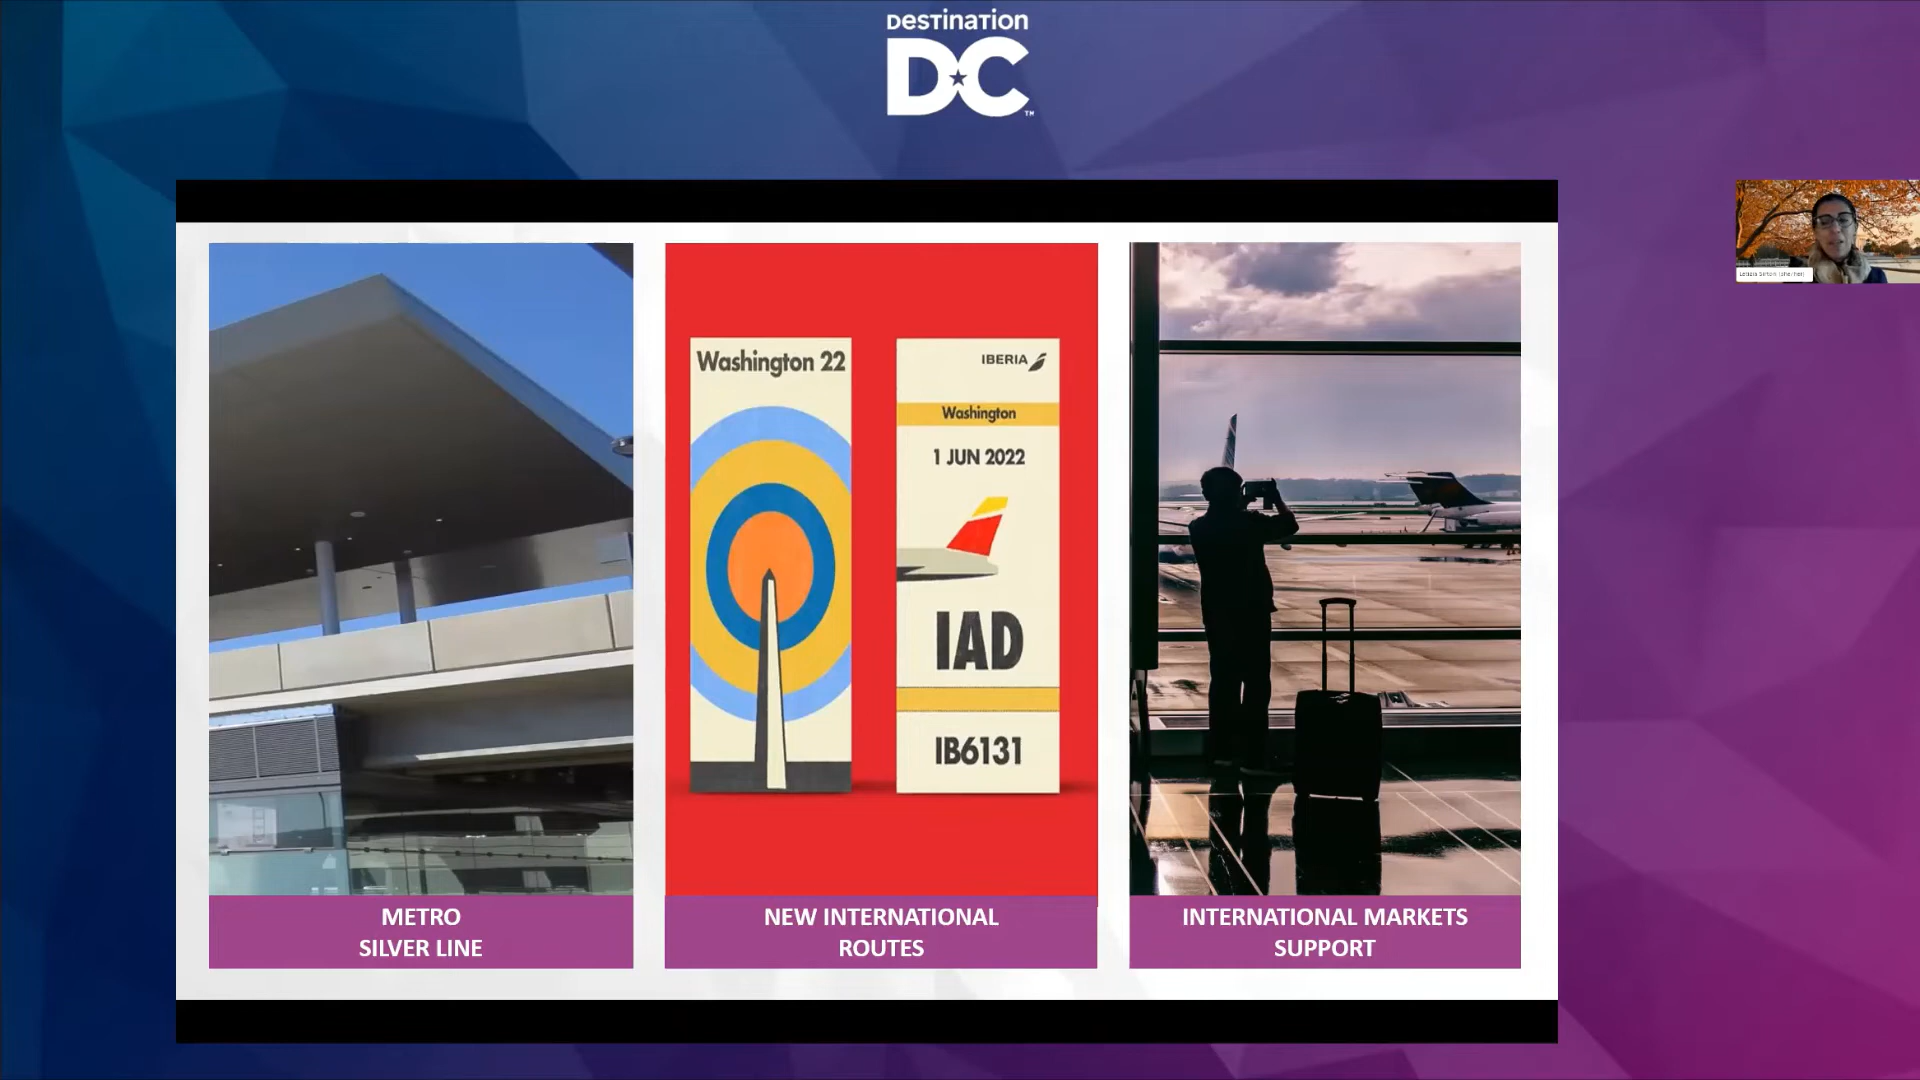 Destination
DC
TM
Washington 22
IBERIA
Washington
1 JUN 2022
IAD
IB6131
METRO
SILVER LINE
NEW INTERNATIONAL
ROUTES
INTERNATIONAL MARKETS
SUPPORT